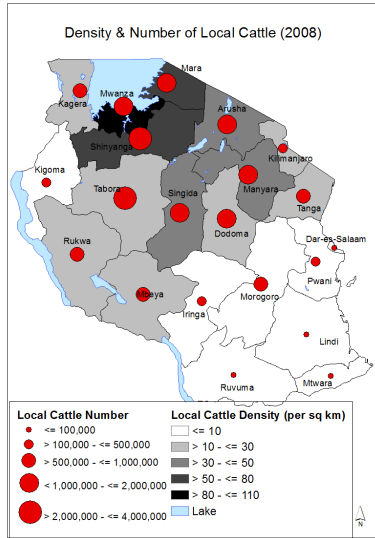 Density & Number of Local Cattle (2008)
Mara
Mwanza
Kagera
Arusha
Shinyanga
Kilimanjaro
Kigoma
Tabora
Singida
Manyara
Tanga
Dodoma
Rukwa
Dar-es-Salaam
Pwani
Mbeya
Morogoro
Iringa
Lindi
Ruvuma
Mtwara
Local Cattle Number
<= 100,000
> 100,000 - <= 500,000
> 500,000 - <= 1,000,000
< 1,000,000 - <= 2,000,000
> 2,000,000 - <= 4,000,000
Local Cattle Density (per sq km)
<= 10
> 10 - <= 30
> 30 - <= 50
> 50 - <= 80
> 80 - <= 110
Lake
N